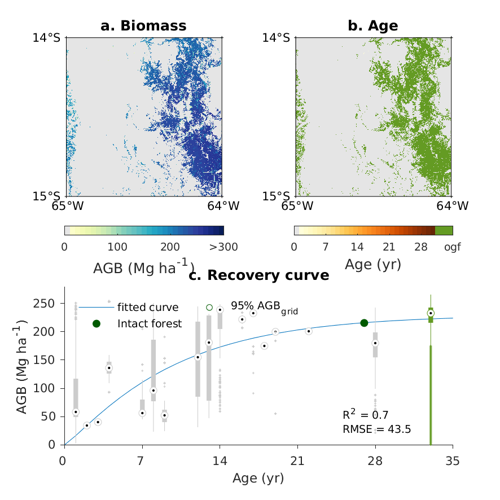 a. Biomass
b. Age
14°S
14°S
15°S
15°S
65°W
64°W
65°W
64°W
0
100
200
>300
0
7
14
21
28
ogf
AGB (Mg ha⁻¹)
Age (yr)
c. Recovery curve
250
200
150
100
50
0
AGB (Mg ha⁻¹)
fitted curve
95% AGBgrid
Intact forest
R² = 0.7
RMSE = 43.5
0
7
14
21
28
35
Age (yr)